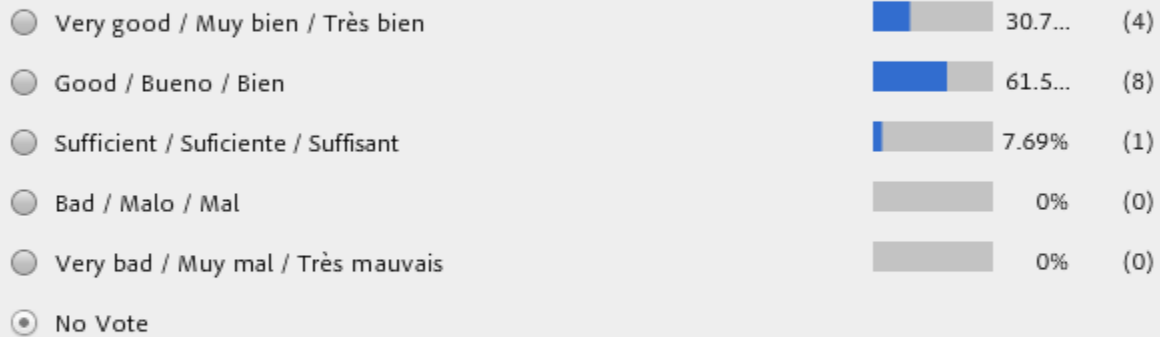 Very good / Muy bien / Très bien 30.7... (4)
Good / Bueno / Bien 61.5... (8)
Sufficient / Suficiente / Suffisant 7.69% (1)
Bad / Malo / Mal 0% (0)
Very bad / Muy mal / Très mauvais 0% (0)
No Vote